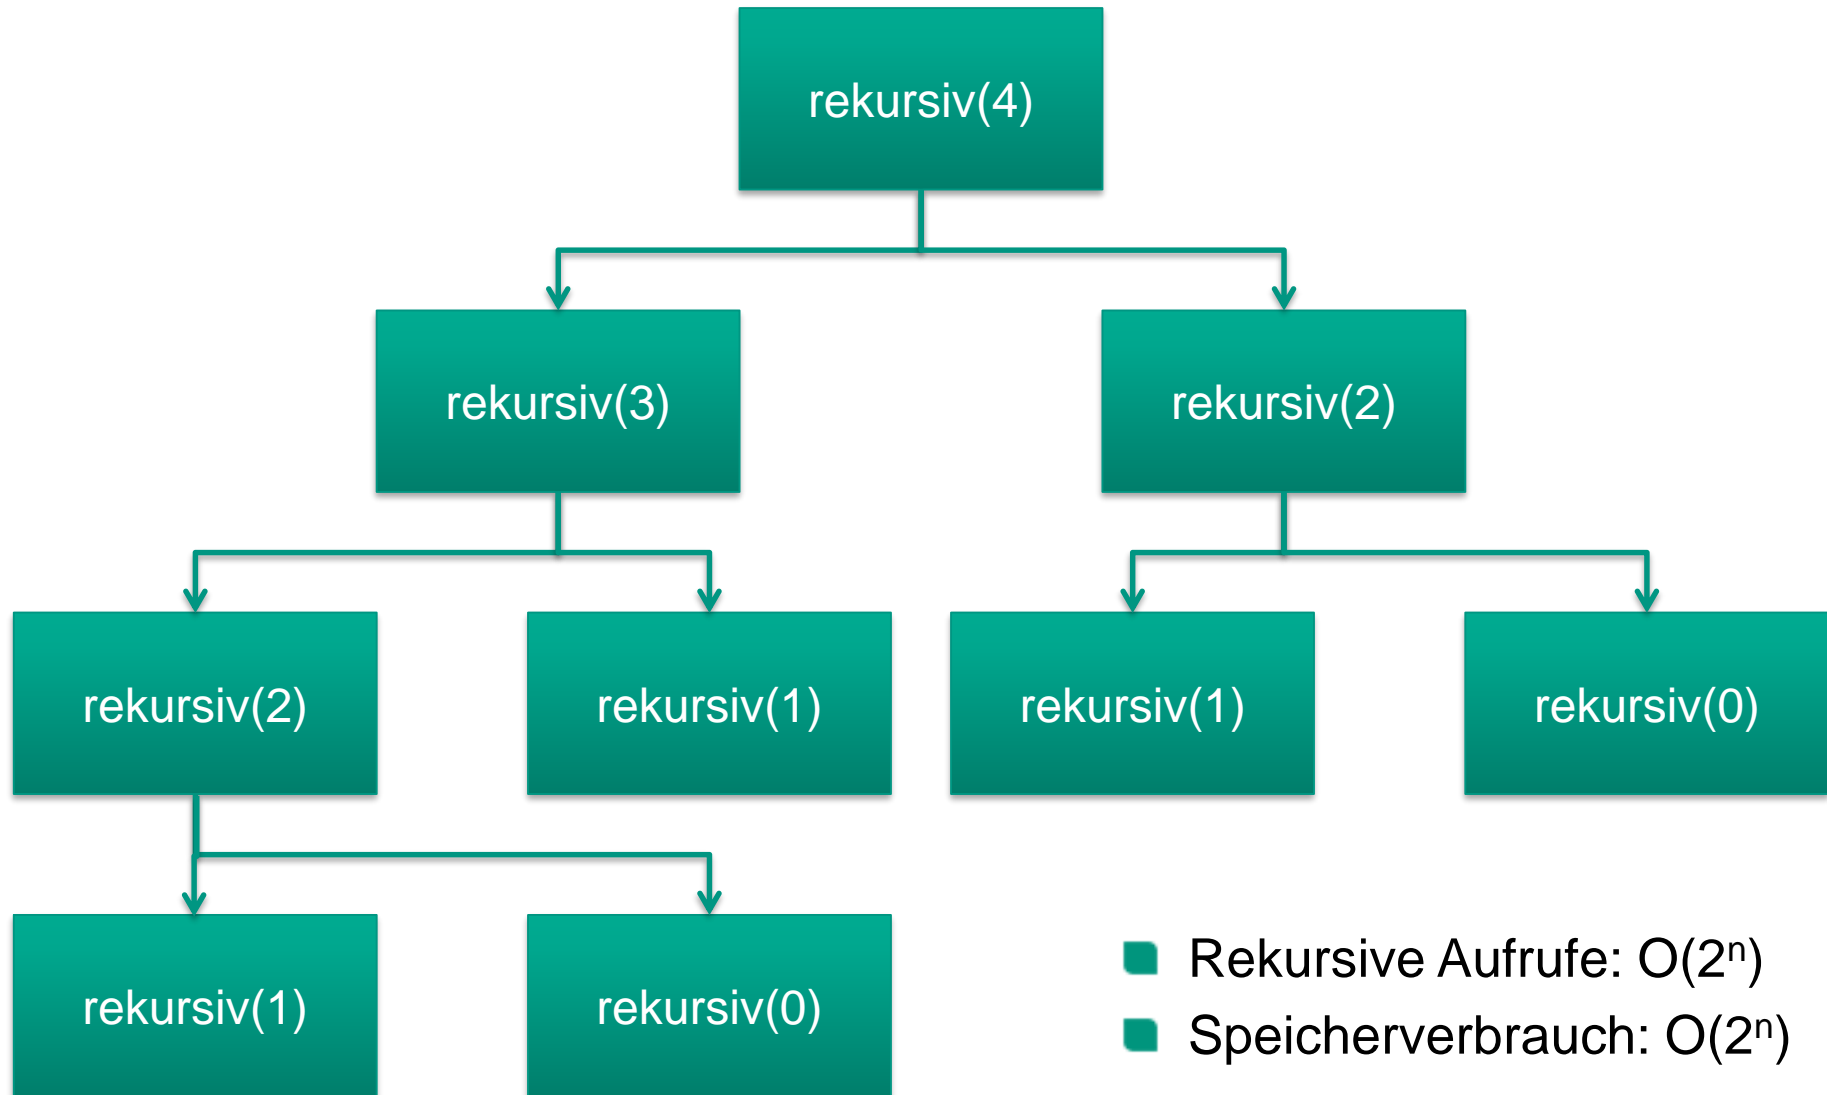 rekursiv(4)
rekursiv(3)
rekursiv(2)
rekursiv(2)
rekursiv(1)
rekursiv(1)
rekursiv(0)
rekursiv(1)
rekursiv(0)
Rekursive Aufrufe: O(2ⁿ)
Speicherverbrauch: O(2ⁿ)